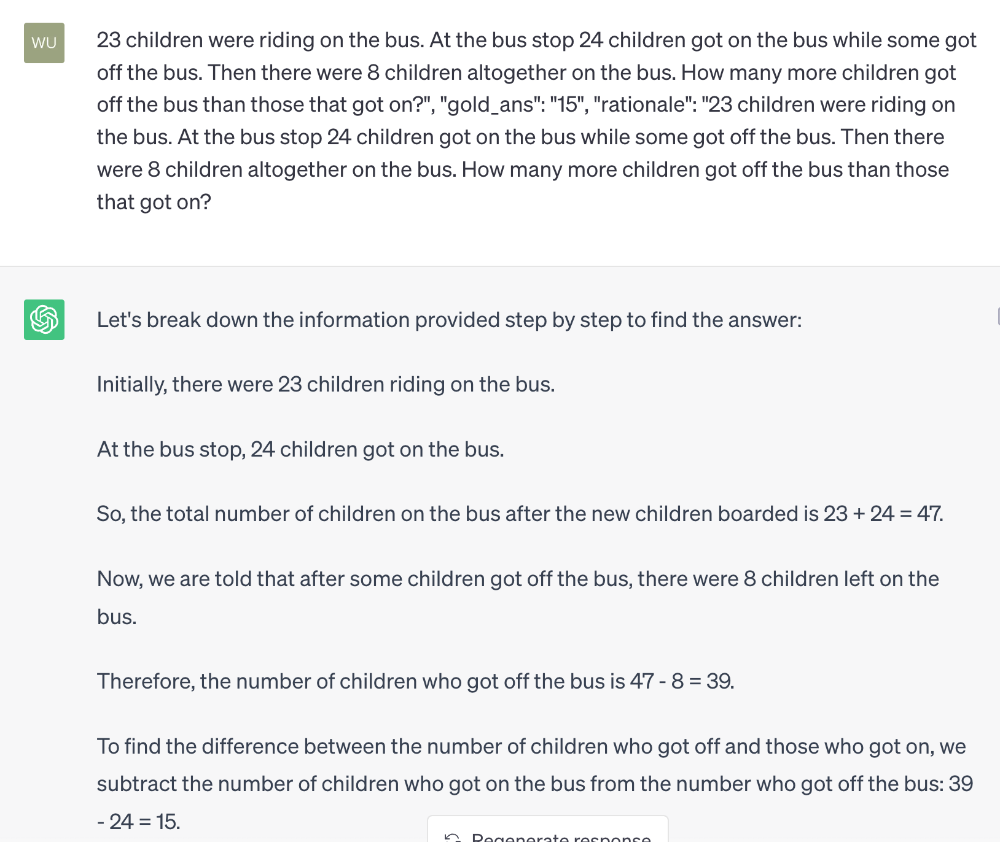 WU
23 children were riding on the bus. At the bus stop 24 children got on the bus while some got
off the bus. Then there were 8 children altogether on the bus. How many more children got
off the bus than those that got on?", "gold_ans": "15", "rationale": "23 children were riding on
the bus. At the bus stop 24 children got on the bus while some got off the bus. Then there
were 8 children altogether on the bus. How many more children got off the bus than those
that got on?
Let's break down the information provided step by step to find the answer:
Initially, there were 23 children riding on the bus.
At the bus stop, 24 children got on the bus.
So, the total number of children on the bus after the new children boarded is 23 + 24 = 47.
Now, we are told that after some children got off the bus, there were 8 children left on the
bus.
Therefore, the number of children who got off the bus is 47 - 8 = 39.
To find the difference between the number of children who got off and those who got on, we
subtract the number of children who got on the bus from the number who got off the bus: 39
- 24 = 15.
Regenerate response